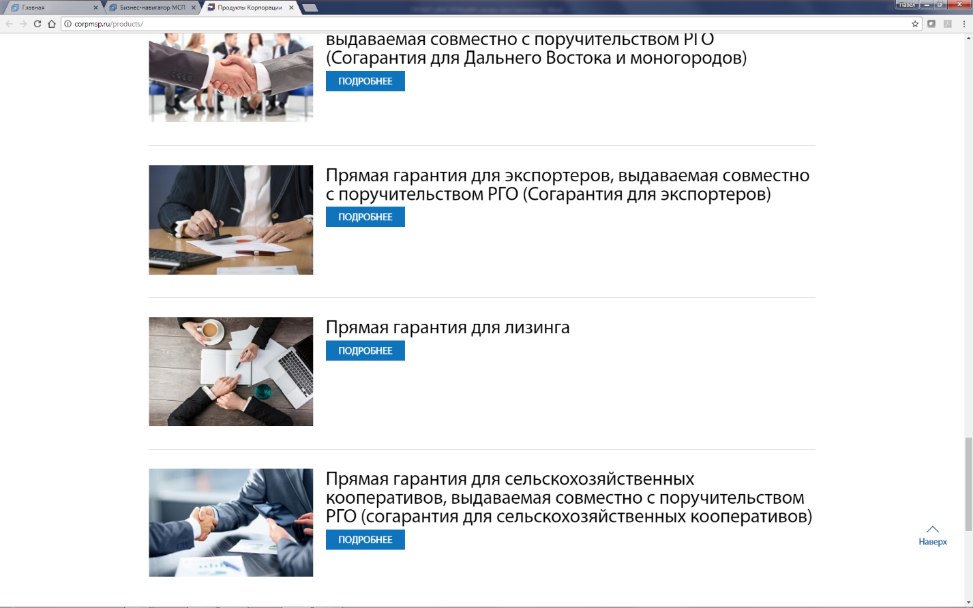 Главная
Бизнес-навигатор МСП
Продукты Корпорации
Павел
corpmsp.ru/products/
выдаваемая совместно с поручительством РГО
(Согарантия для Дальнего Востока и моногородов)
ПОДРОБНЕЕ
Прямая гарантия для экспортеров, выдаваемая совместно
с поручительством РГО (Согарантия для экспортеров)
ПОДРОБНЕЕ
Прямая гарантия для лизинга
ПОДРОБНЕЕ
Прямая гарантия для сельскохозяйственных
кооперативов, выдаваемая совместно с поручительством
РГО (согарантия для сельскохозяйственных кооперативов)
ПОДРОБНЕЕ
Наверх